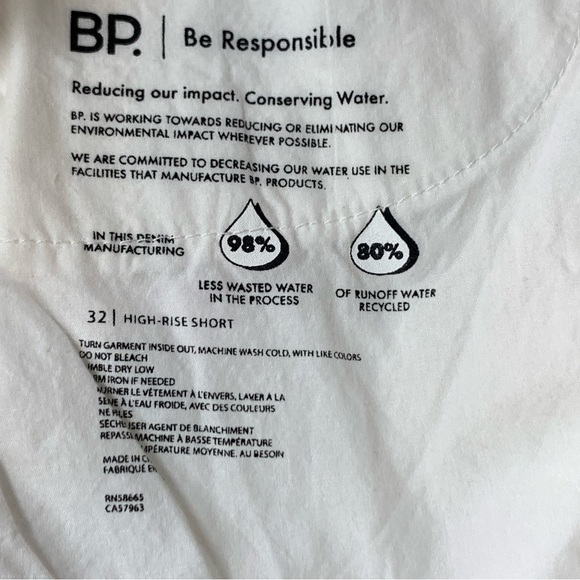 BP. | Be Responsible
Reducing our impact. Conserving Water.
BP. IS WORKING TOWARDS REDUCING OR ELIMINATING OUR
ENVIRONMENTAL IMPACT WHEREVER POSSIBLE.
WE ARE COMMITTED TO DECREASING OUR WATER USE IN THE
FACILITIES THAT MANUFACTURE BP. PRODUCTS.
IN THIS DENIM
MANUFACTURING
98%
80%
LESS WASTED WATER
IN THE PROCESS
OF RUNOFF WATER
RECYCLED
32 | HIGH-RISE SHORT
TURN GARMENT INSIDE OUT, MACHINE WASH COLD, WITH LIKE COLORS
DO NOT BLEACH
DRY LOW
IRON IF NEEDED
LE VÊTEMENT À L'ENVERS, LAVER A LA
À L'EAU FROIDE, AVEC DES COULEURS
NE
AGENT DE BLANCHIMENT
MACHINE À BASSE TEMPÉRATURE
MOYENNE. AU BESOIN
MADE IN
FABRIQUÉ
RN58665
CA57963